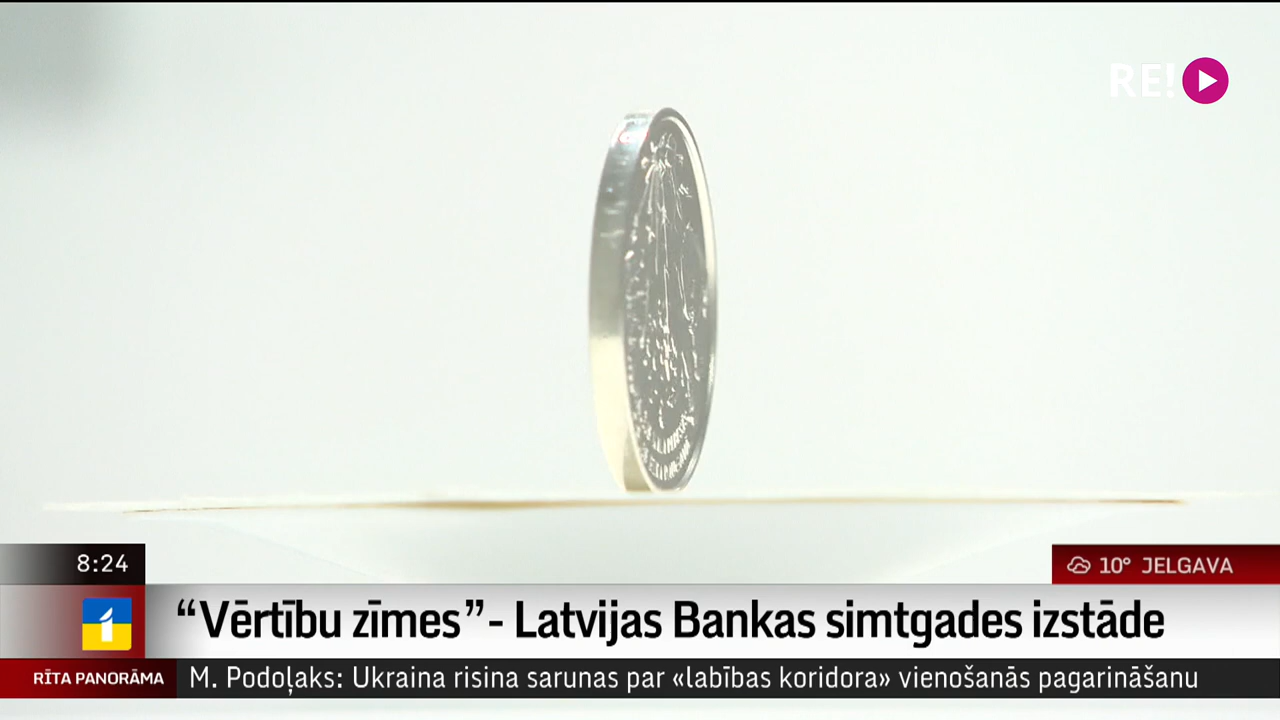 RE!
8:24
10° JELGAVA
“Vērtību zīmes”- Latvijas Bankas simtgades izstāde
RĪTA PANORĀMA
M. Podoļaks: Ukraina risina sarunas par «labības koridora» vienošanās pagarināšanu